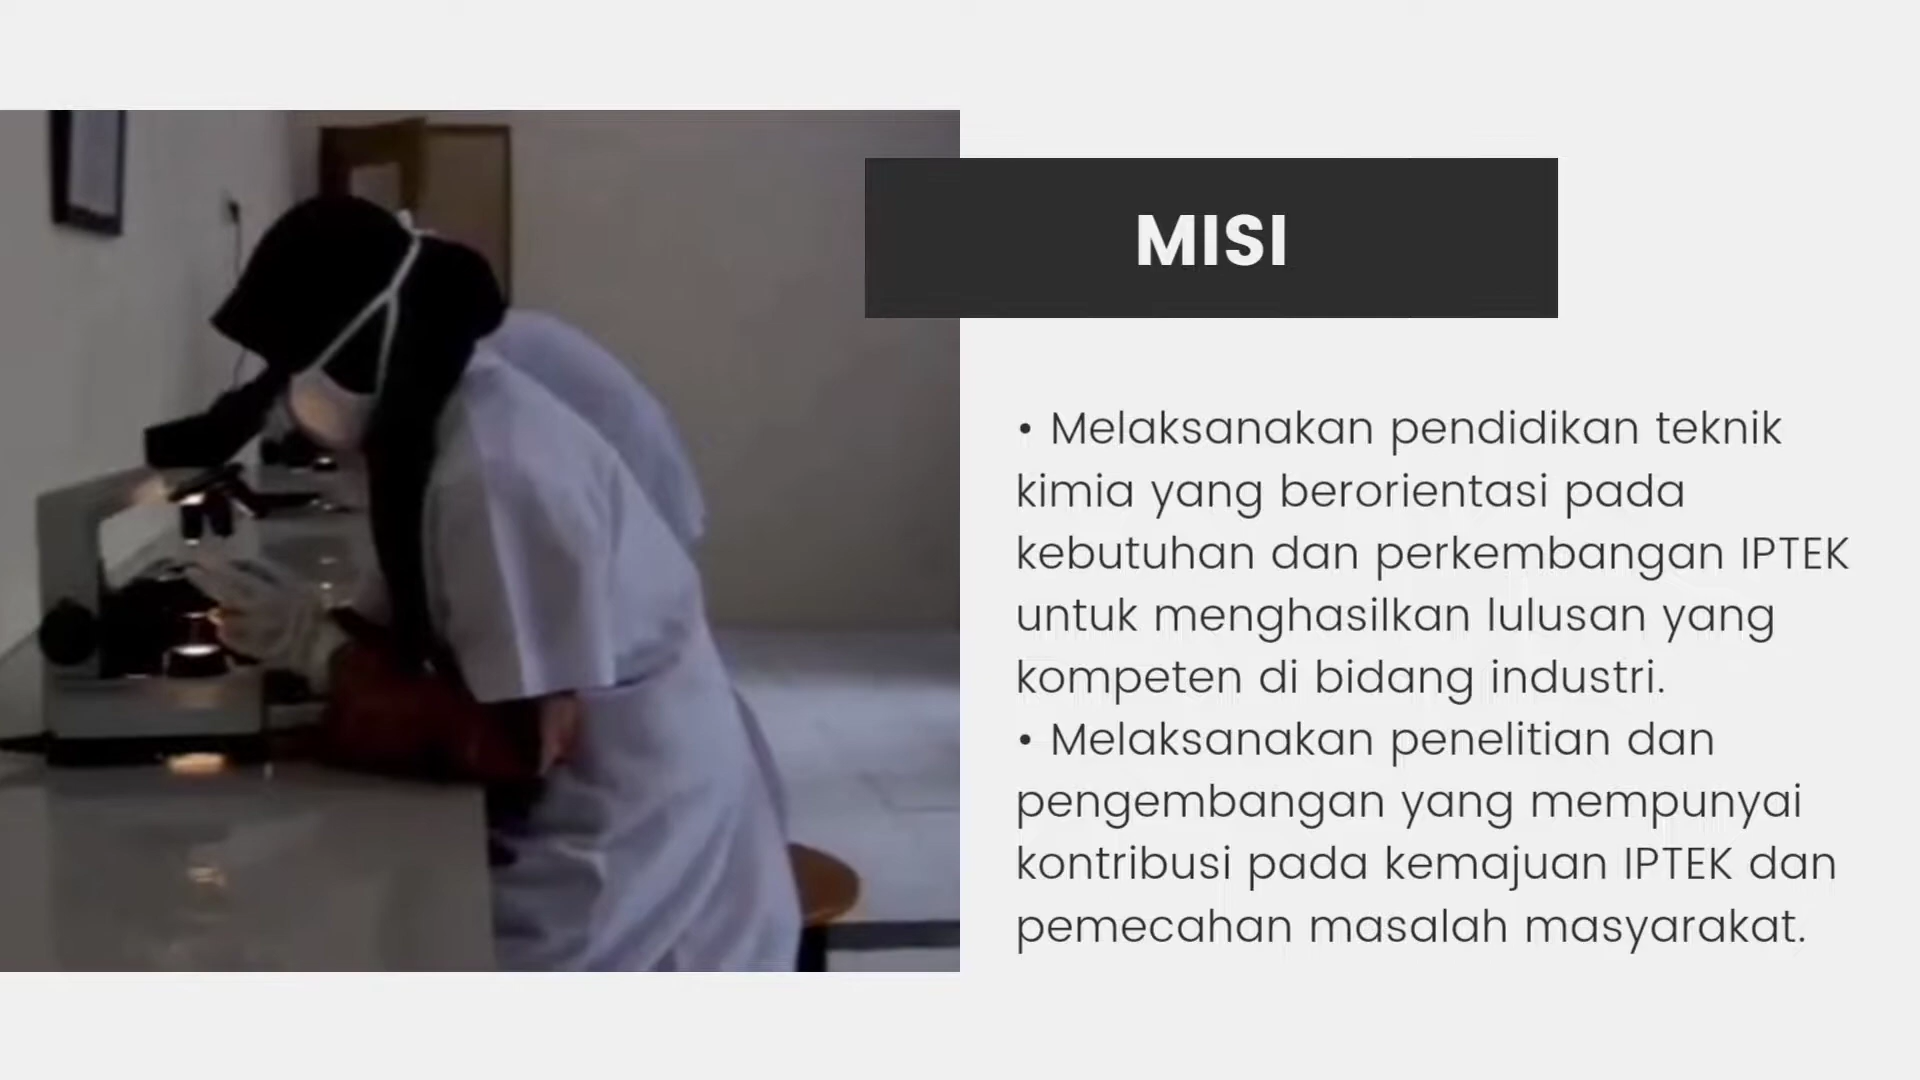 MISI
• Melaksanakan pendidikan teknik
kimia yang berorientasi pada
kebutuhan dan perkembangan IPTEK
untuk menghasilkan lulusan yang
kompeten di bidang industri.
• Melaksanakan penelitian dan
pengembangan yang mempunyai
kontribusi pada kemajuan IPTEK dan
pemecahan masalah masyarakat.